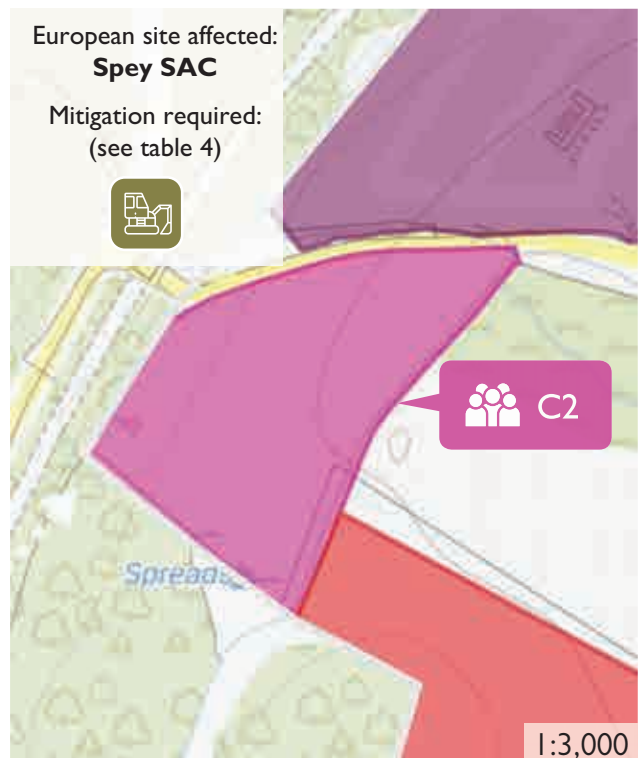 European site affected:
Spey SAC
Mitigation required:
(see table 4)
C2
1:3,000